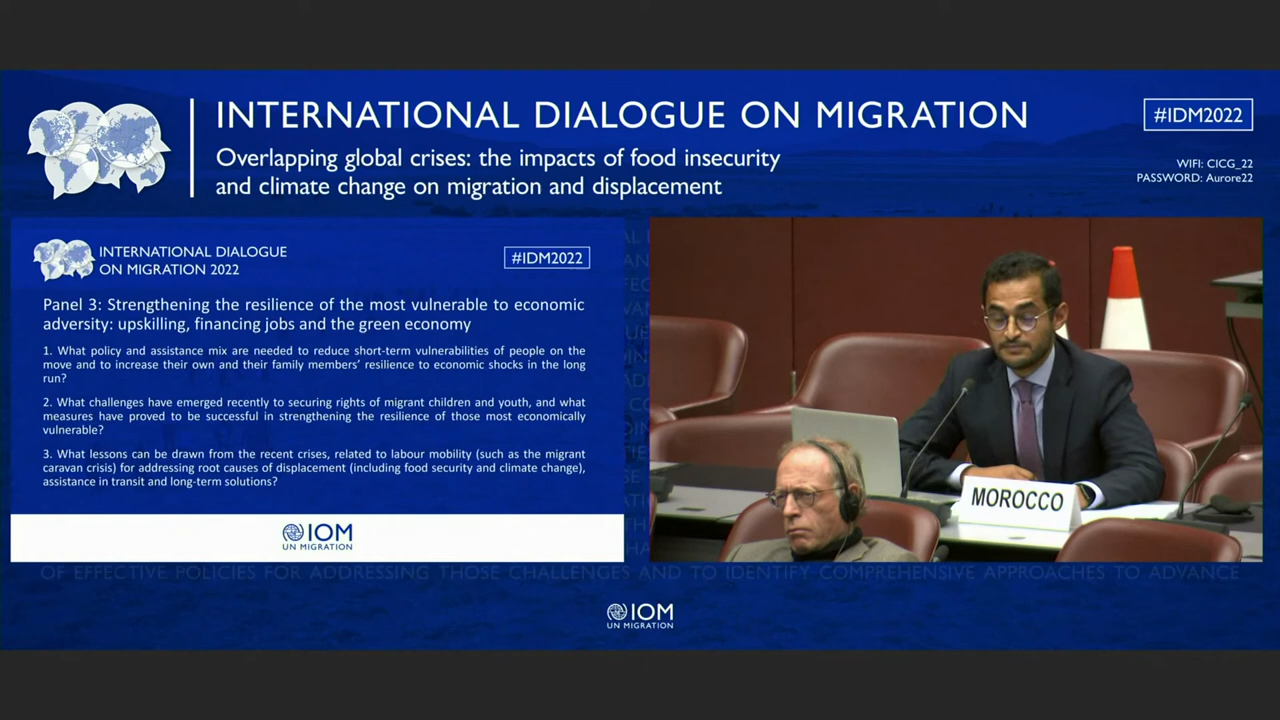 INTERNATIONAL DIALOGUE ON MIGRATION
Overlapping global crises: the impacts of food insecurity
and climate change on migration and displacement
#IDM2022
WIFI: CICG_22
PASSWORD: Aurore22
INTERNATIONAL DIALOGUE
ON MIGRATION 2022
#IDM2022
Panel 3: Strengthening the resilience of the most vulnerable to economic
adversity: upskilling, financing jobs and the green economy
1. What policy and assistance mix are needed to reduce short-term vulnerabilities of people on the
move and to increase their own and their family members' resilience to economic shocks in the long
run?
2. What challenges have emerged recently to securing rights of migrant children and youth, and what
measures have proved to be successful in strengthening the resilience of those most economically
vulnerable?
3. What lessons can be drawn from the recent crises, related to labour mobility (such as the migrant
caravan crisis) for addressing root causes of displacement (including food security and climate change),
assistance in transit and long-term solutions?
IOM
UN MIGRATION
MOROCCO
OF EFFECTIVE POLICIES FOR ADDRESSING THOSE CHALLENGES AND TO IDENTIFY COMPREHENSIVE APPROACHES TO ADVANCE
IOM
UN MIGRATION